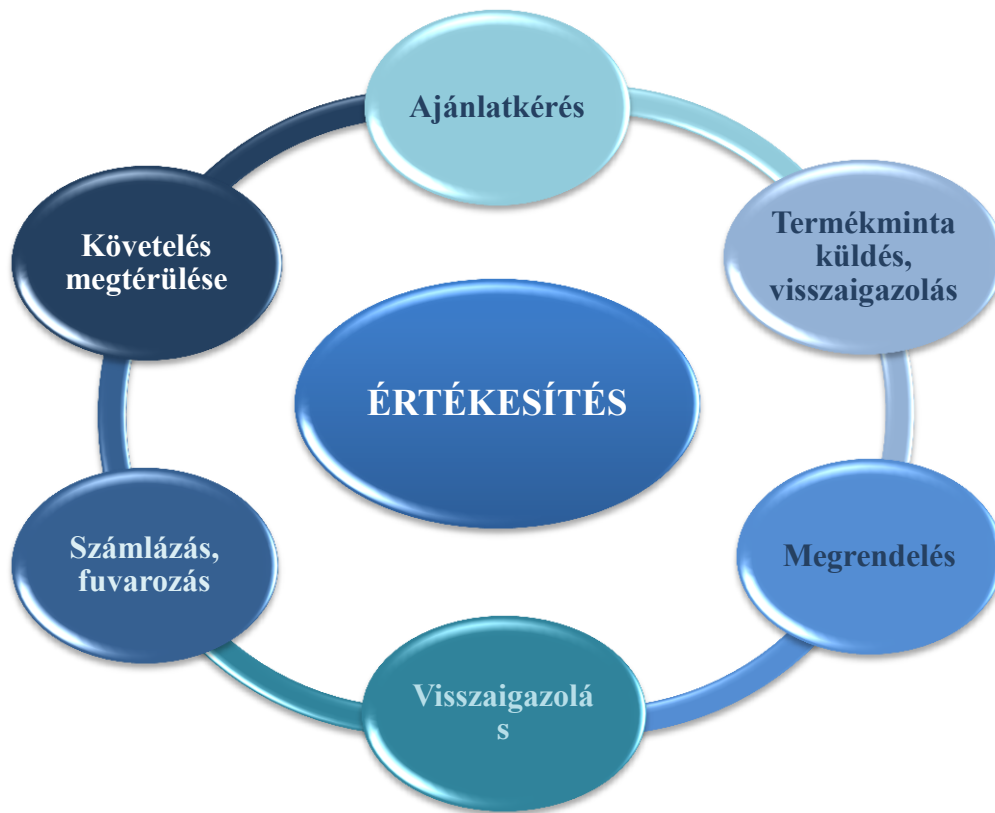 Ajánlatkérés
Termékminta
küldés,
visszaigazolás
Megrendelés
Visszaigazolá
s
Számlázás,
fuvarozás
Követelés
megtérülése
ÉRTÉKESÍTÉS